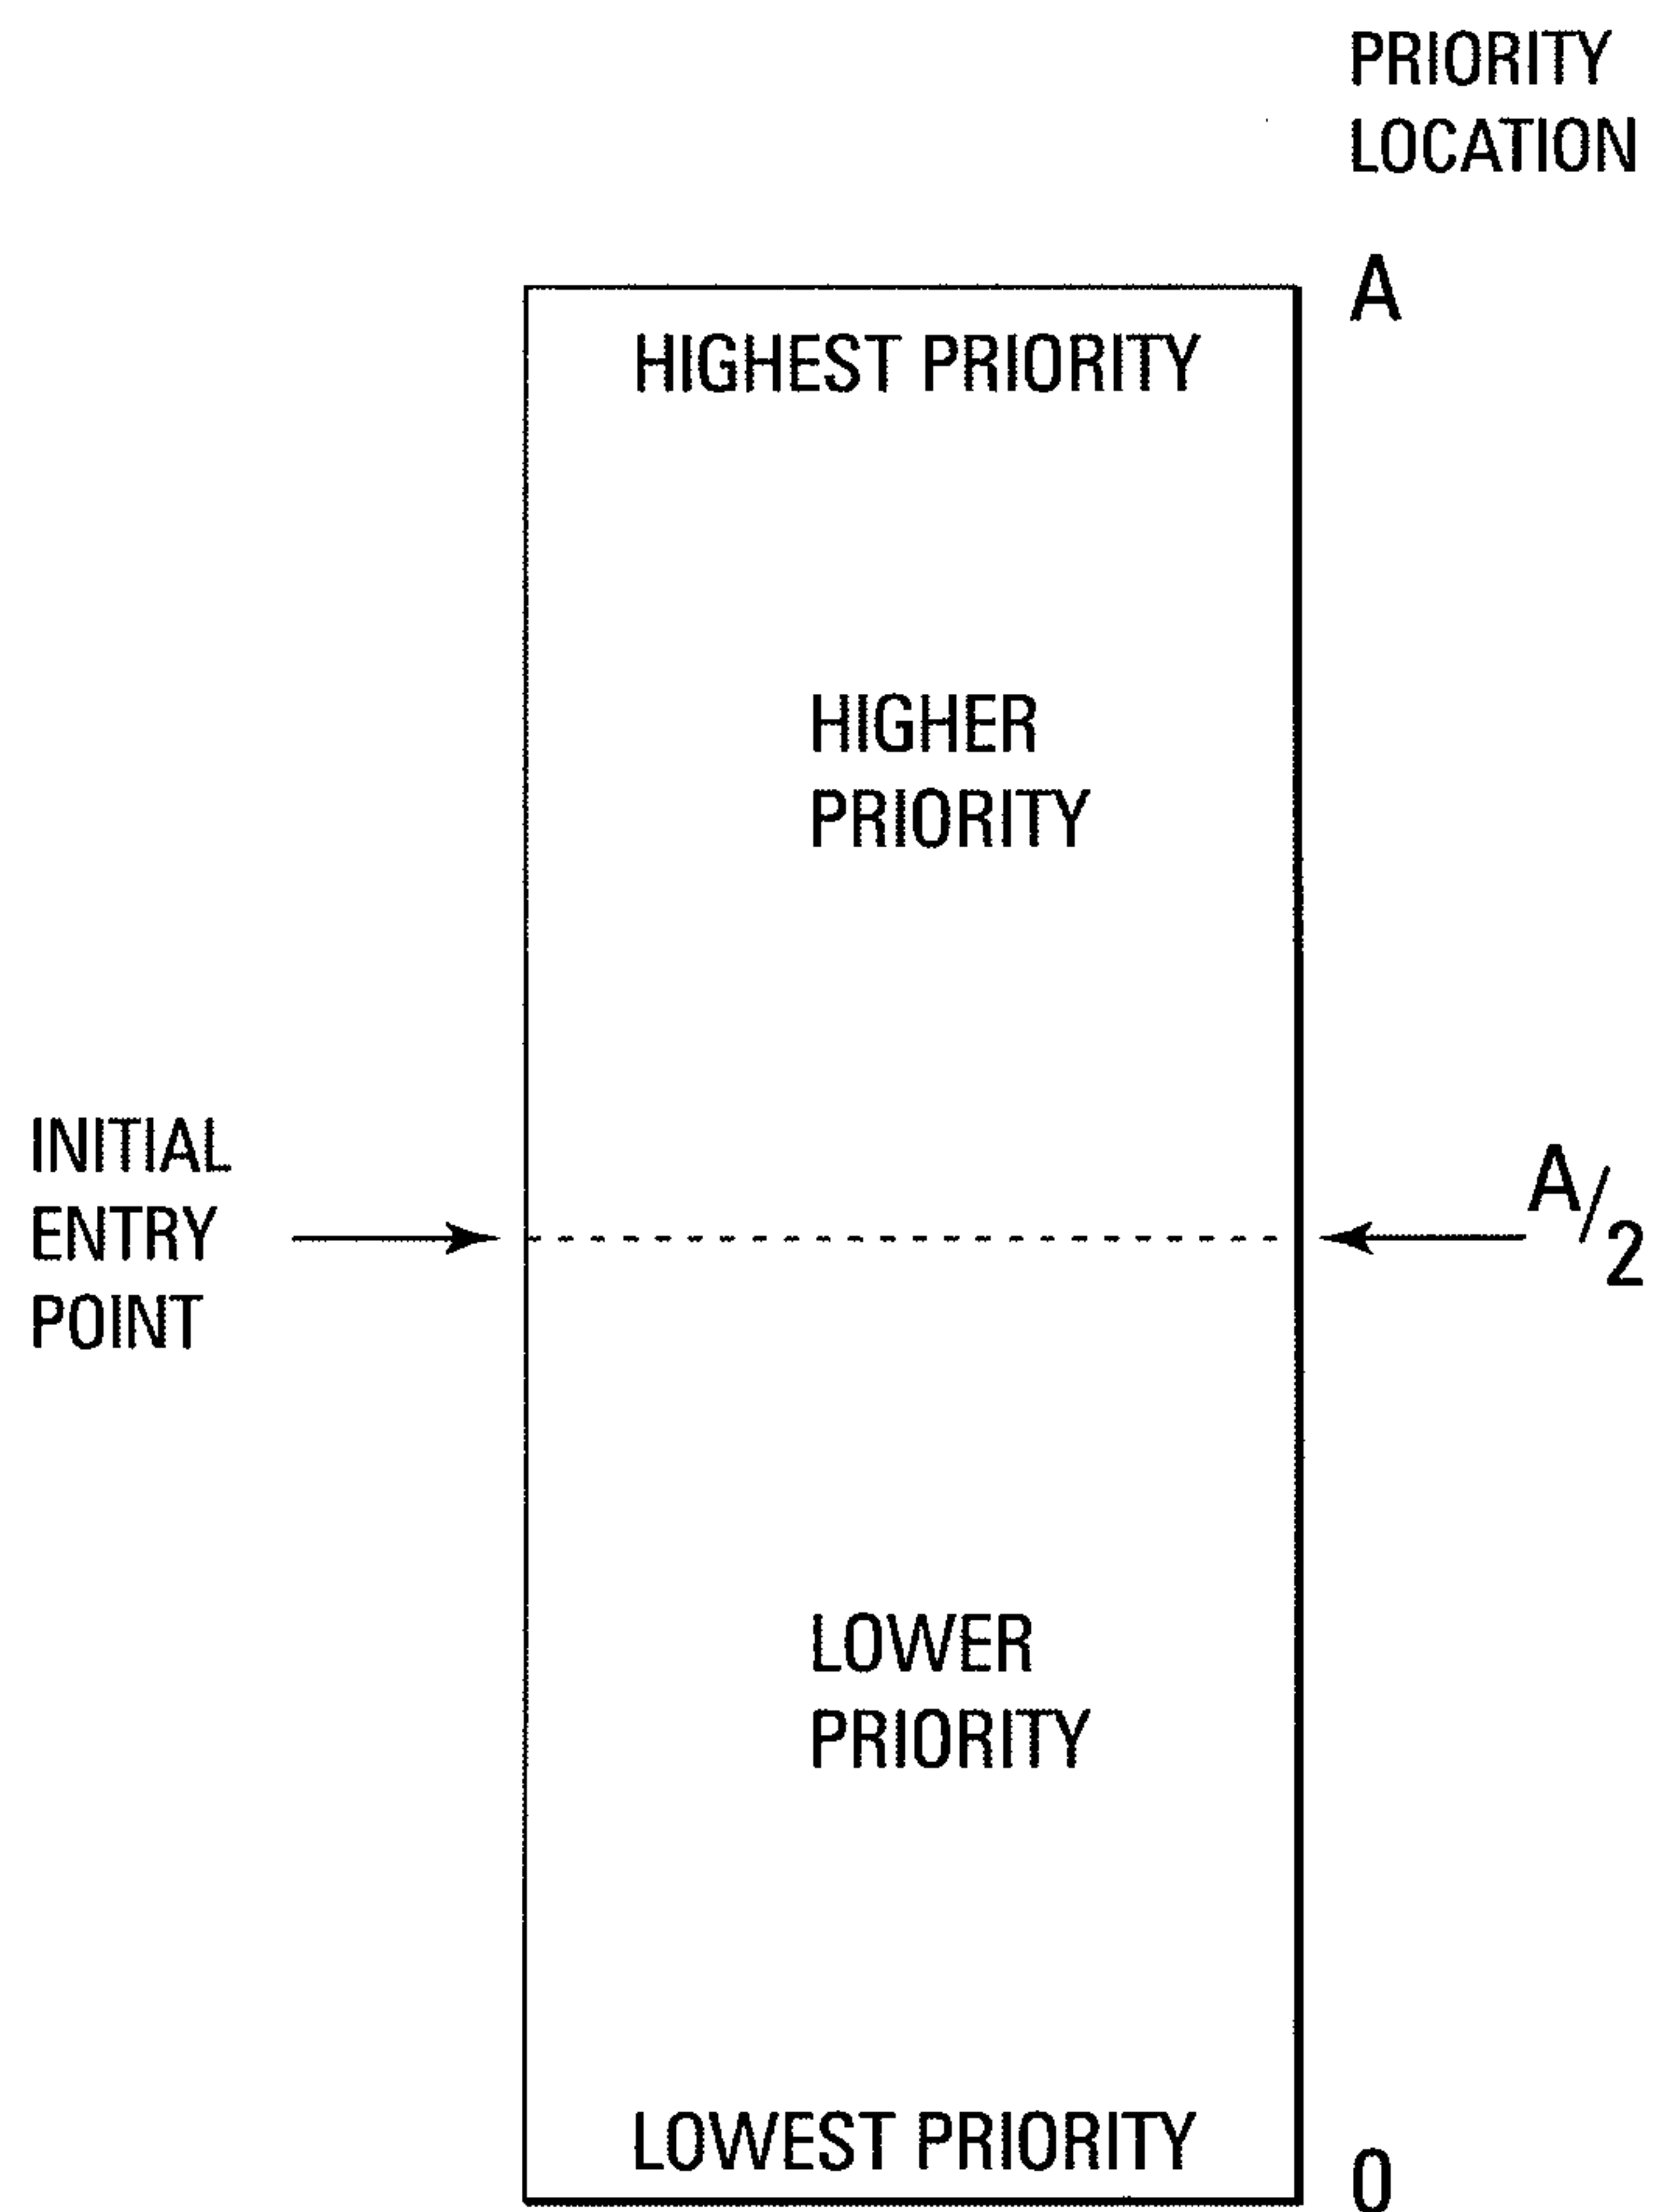 PRIORITY
LOCATION
A
HIGHEST PRIORITY
HIGHER
PRIORITY
INITIAL
ENTRY
POINT
A/2
LOWER
PRIORITY
LOWEST PRIORITY
0